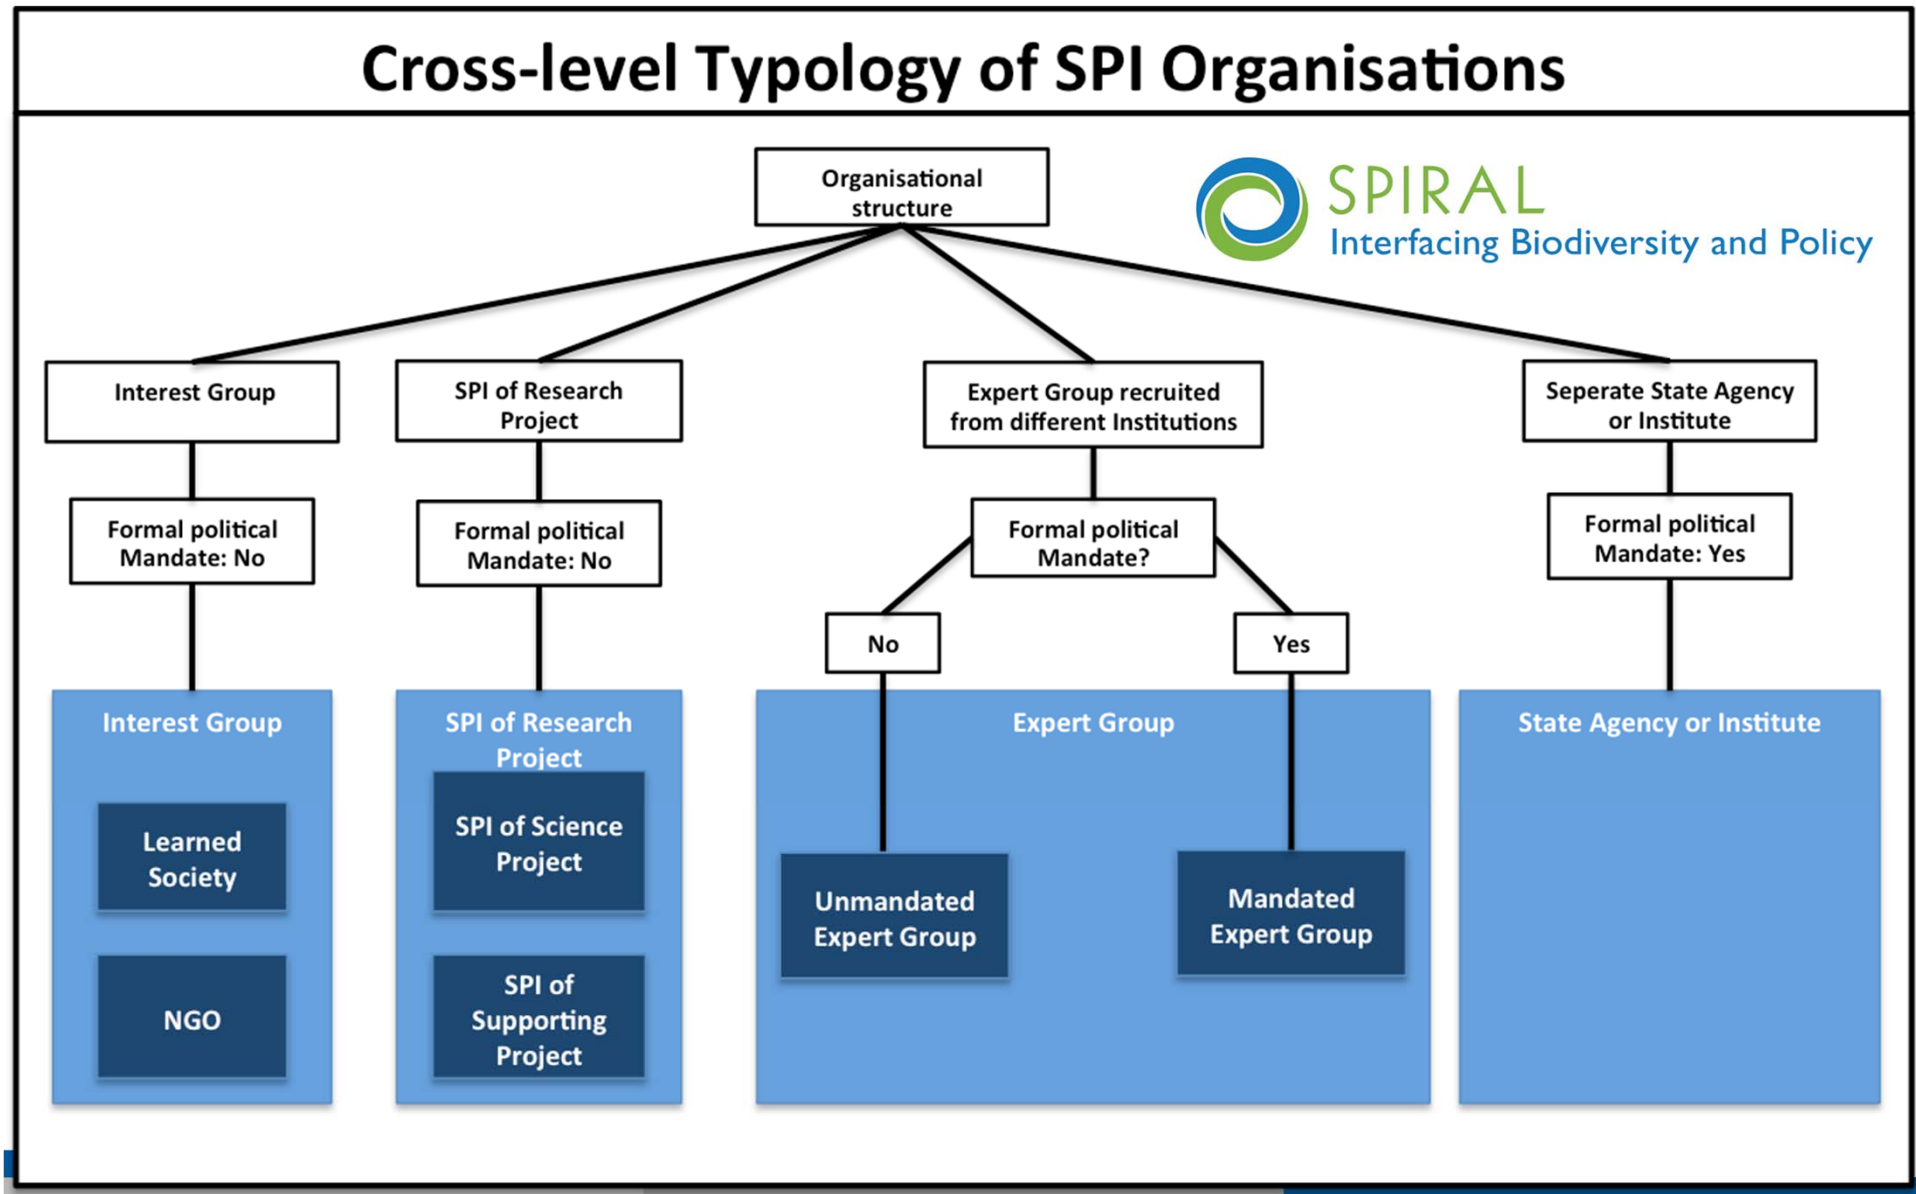 Cross-level Typology of SPI Organisations
Organisational
structure
SPIRAL
Interfacing Biodiversity and Policy
Interest Group
SPI of Research
Project
Expert Group recruited
from different Institutions
Seperate State Agency
or Institute
Formal political
Mandate: No
Formal political
Mandate: No
Formal political
Mandate?
Formal political
Mandate: Yes
No
Yes
Interest Group
Learned
Society
NGO
SPI of Research
Project
SPI of Science
Project
SPI of
Supporting
Project
Expert Group
Unmandated
Expert Group
Mandated
Expert Group
State Agency or Institute